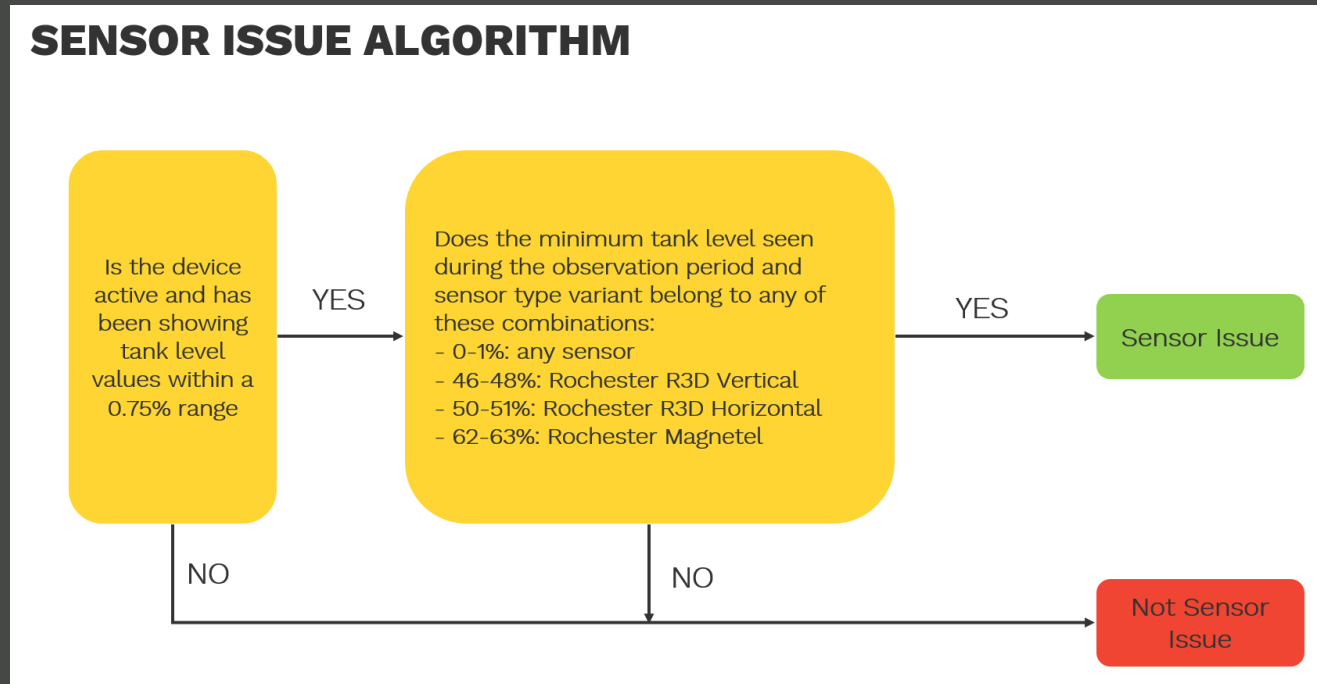 SENSOR ISSUE ALGORITHM
Is the device
active and has
been showing
tank level
values within a
0.75% range
YES
Does the minimum tank level seen
during the observation period and
sensor type variant belong to any of
these combinations:
- 0-1%: any sensor
- 46-48%: Rochester R3D Vertical
- 50-51%: Rochester R3D Horizontal
- 62-63%: Rochester Magnetel
YES
Sensor Issue
NO
NO
Not Sensor
Issue